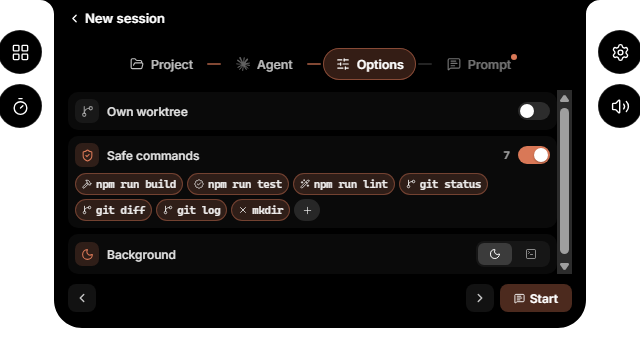 New session
Project Agent Options Prompt
Own worktree
Safe commands 7
npm run build npm run test npm run lint git status
git diff git log mkdir +
Background
Start